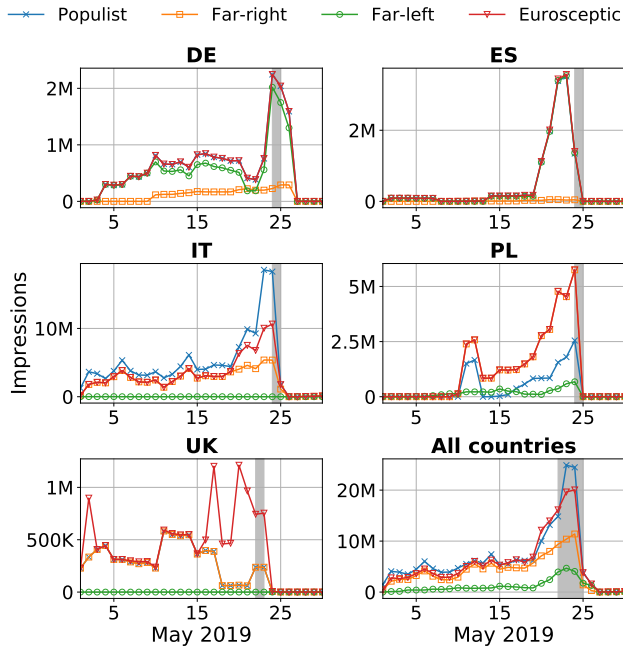 Populist Far-right Far-left Eurosceptic
DE ES
2M
1M
0
5 15 25
2M
0
5 15 25
IT PL
10M
0
5 15 25
5M
2.5M
0
5 15 25
UK All countries
1M
500K
0
5 15 25
May 2019
20M
10M
0
5 15 25
May 2019
Impressions